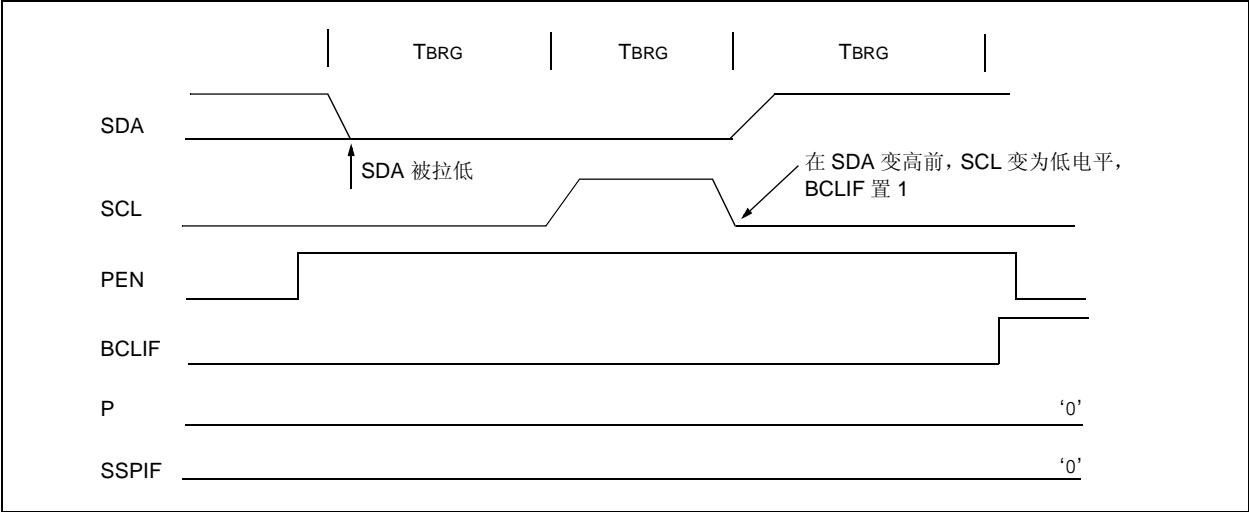 TBRG TBRG TBRG
SDA
SDA 被拉低
在 SDA 变高前，SCL 变为低电平，
BCLIF 置 1
SCL
PEN
BCLIF
P
‘0’
SSPIF
‘0’